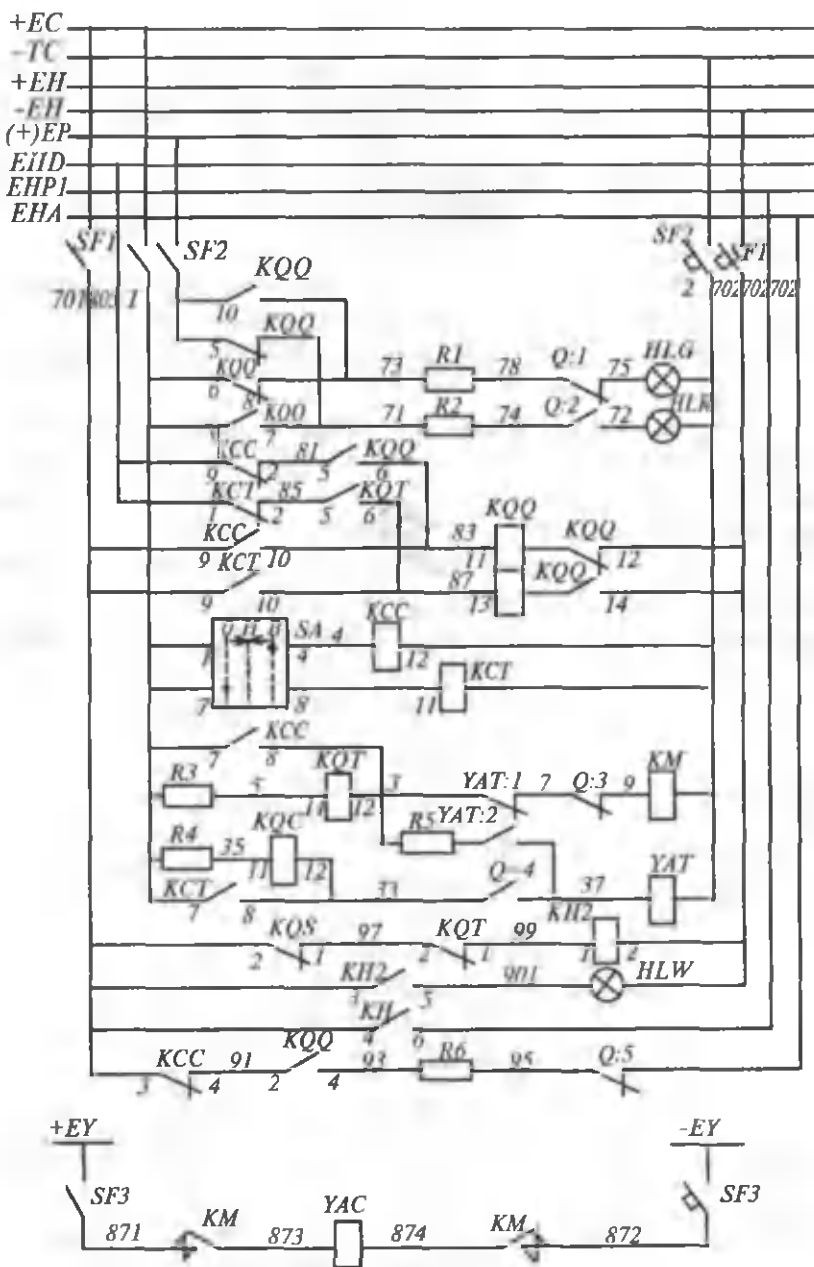 +EC
-TC
+EH
-EH
(+)EP
EHD
EHP1
EHA
SF1 SF2 SF2 F1
701 1 2 702 702 702
KQQ
10
5 KQQ
KQQ 73 R1 78 Q:1 75 HLG
6 8
KQQ 71 R2 74 Q:2 72 HLR
7
KCC 81 KQQ
9 2 5 6
KCT 85 KQT
1 2 5 6
KQQ
KCC 83 KQQ
9 10 11 12
KCT 87 KQQ
9 10 13 14
1 SA 4 4 KCC 12
7 8 11 KCT
KCC
7 8
R3 5 KQT 3 YAT:1 7 Q:3 9 KM
11 12
R5 YAT:2
R4 35 KQC
11 12
KCT 33 Q:4 37 YAT
7 8
KH2
KQS 97 KQT 99
2 1 2 1 1 2
KH2 901 HLW
3 5
KH
4 6
KCC 91 KQQ 93 R6 95 Q:5
3 4 2 4
+EY -EY
SF3 SF3
871 KM 873 YAC 874 KM 872